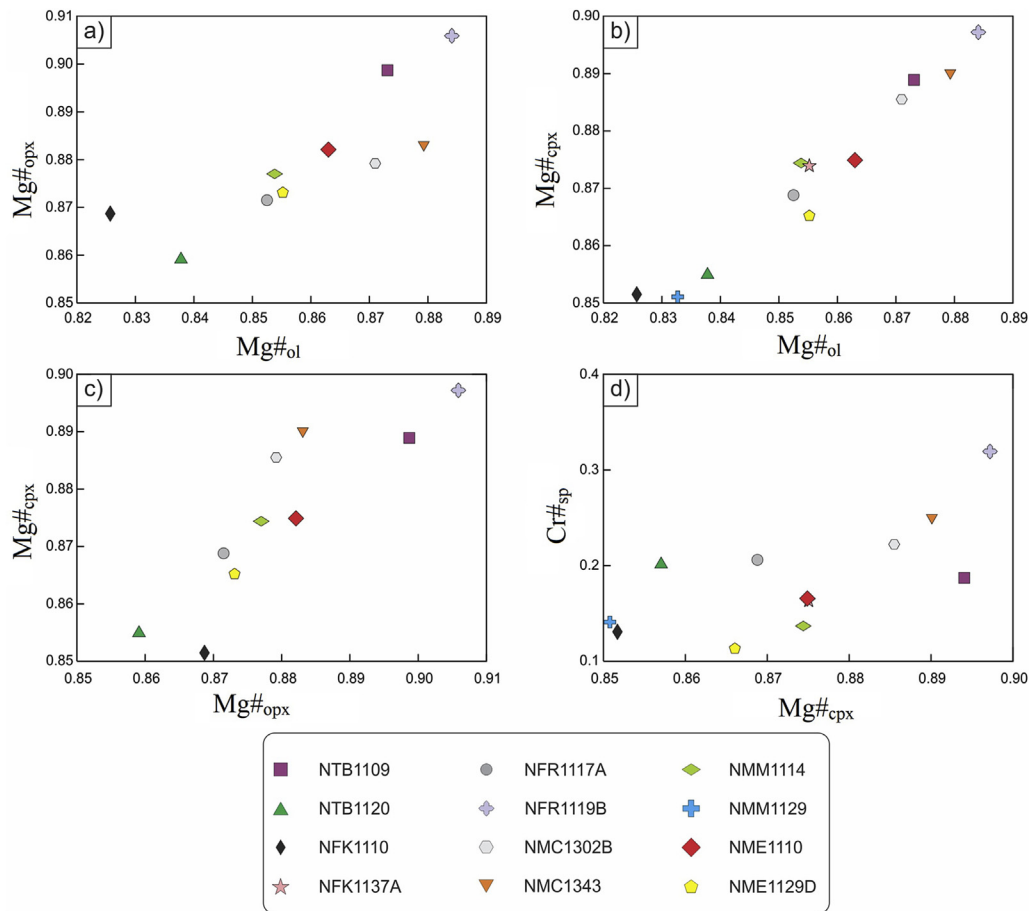 a)
0.91
0.90
0.89
0.88
0.87
0.86
0.85
Mg#opx
0.82 0.83 0.84 0.85 0.86 0.87 0.88 0.89
Mg#ol
b)
0.90
0.89
0.88
0.87
0.86
0.85
Mg#cpx
0.82 0.83 0.84 0.85 0.86 0.87 0.88 0.89
Mg#ol
c)
0.90
0.89
0.88
0.87
0.86
0.85
Mg#cpx
0.85 0.86 0.87 0.88 0.89 0.90 0.91
Mg#opx
d)
0.4
0.3
0.2
0.1
Cr#sp
0.85 0.86 0.87 0.88 0.89 0.90
Mg#cpx
NTB1109 NFR1117A NMM1114
NTB1120 NFR1119B NMM1129
NFK1110 NMC1302B NME1110
NFK1137A NMC1343 NME1129D